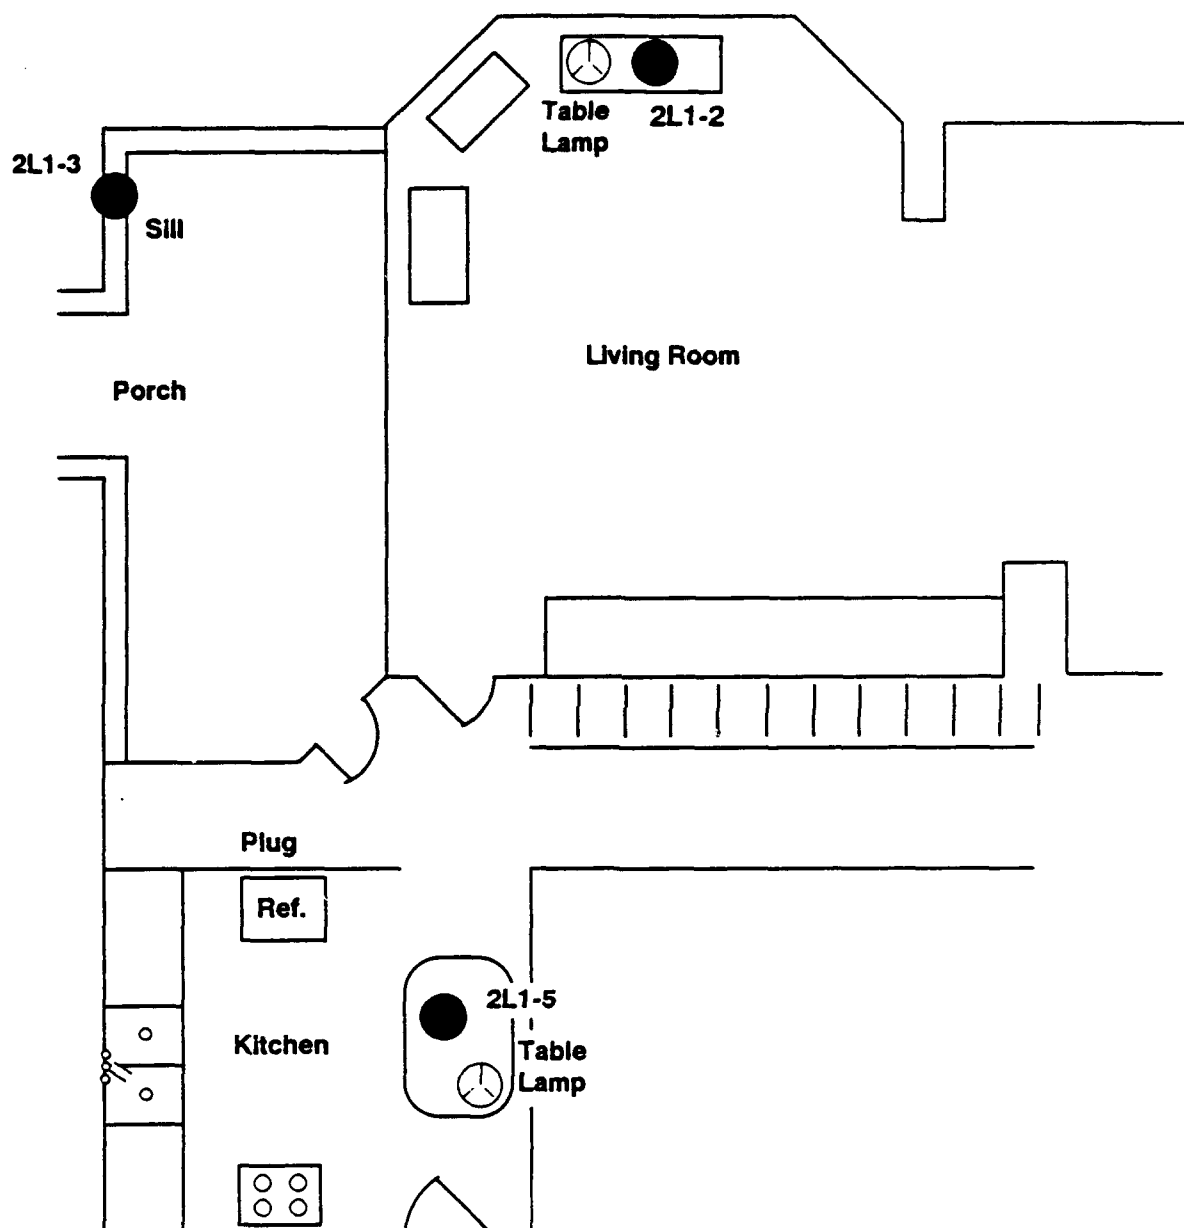 Table
Lamp
2L1-2
2L1-3
Sill
Living Room
Porch
Plug
Ref.
2L1-5
Kitchen
Table
Lamp